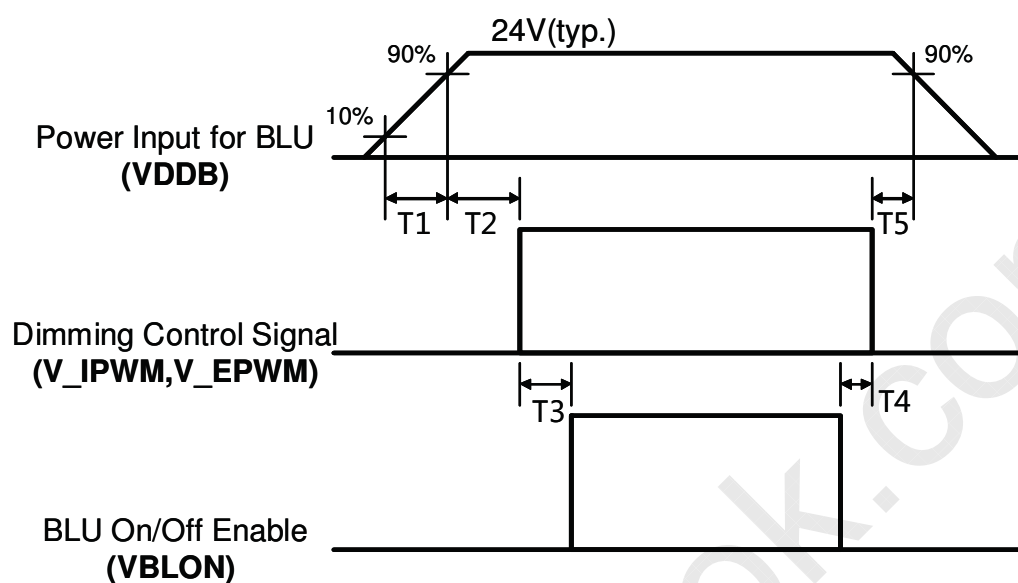 24V(typ.)
90%
90%
10%
Power Input for BLU
(VDDB)
T1
T2
T5
Dimming Control Signal
(V_IPWM,V_EPWM)
T3
T4
BLU On/Off Enable
(VBLON)